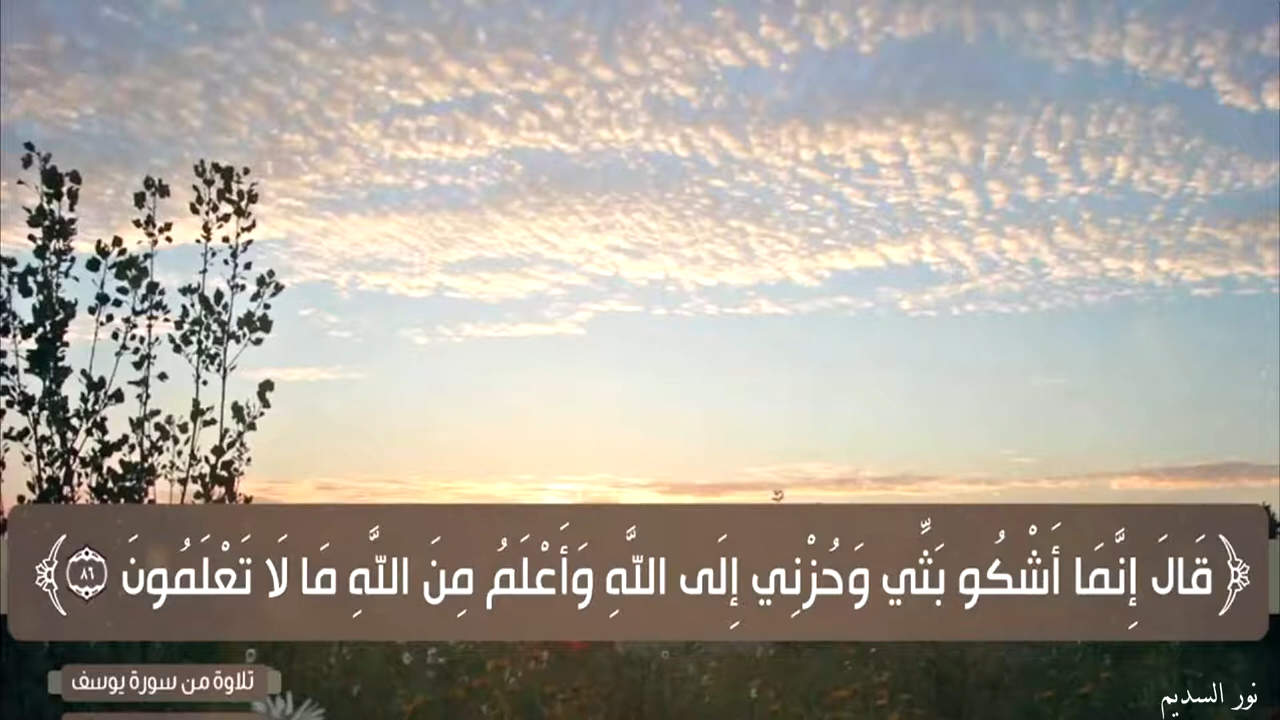 ﴿ قَالَ إِنَّمَا أَشْكُو بَثِّي وَحُزْنِي إِلَى اللَّهِ وَأَعْلَمُ مِنَ اللَّهِ مَا لَا تَعْلَمُونَ ٨٦ ﴾
تلاوة من سورة يوسف
نور السديم